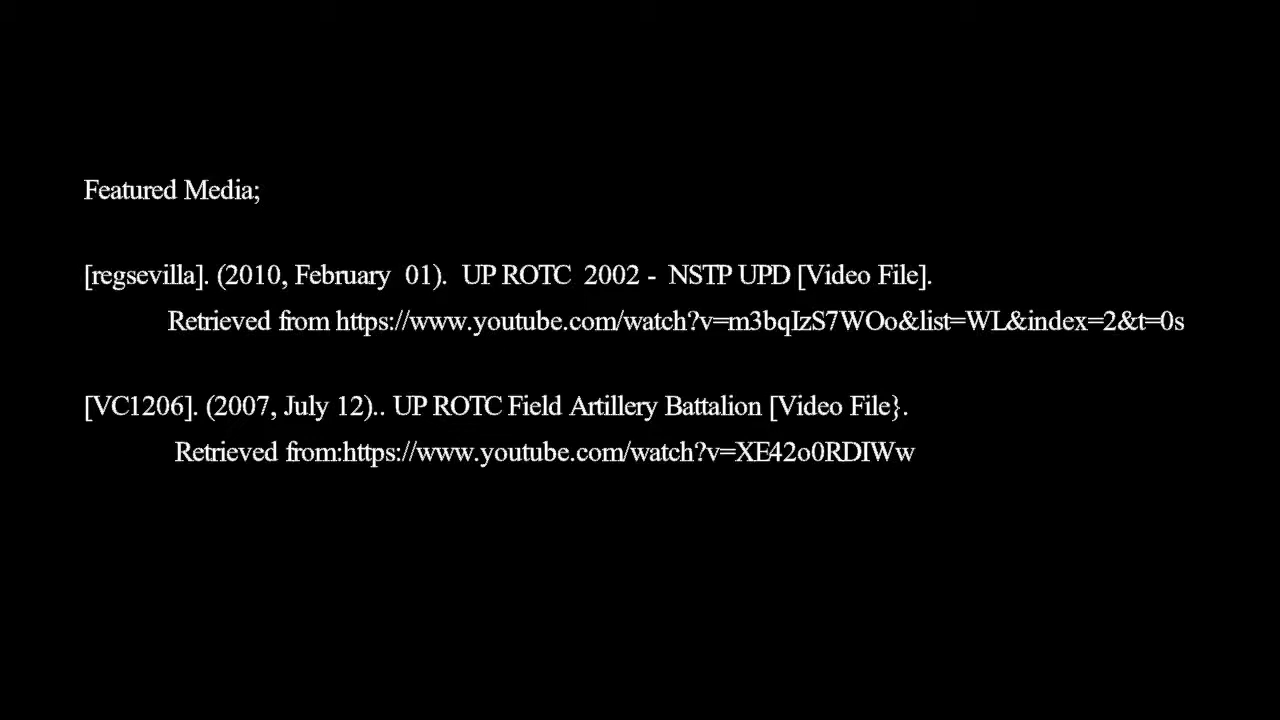 Featured Media;
[regsevilla]. (2010, February 01). UP ROTC 2002 - NSTP UPD [Video File].
Retrieved from https://www.youtube.com/watch?v=m3bqIzS7WOo&list=WL&index=2&t=0s
[VC1206]. (2007, July 12).. UP ROTC Field Artillery Battalion [Video File}.
Retrieved from:https://www.youtube.com/watch?v=XE42o0RDIWw